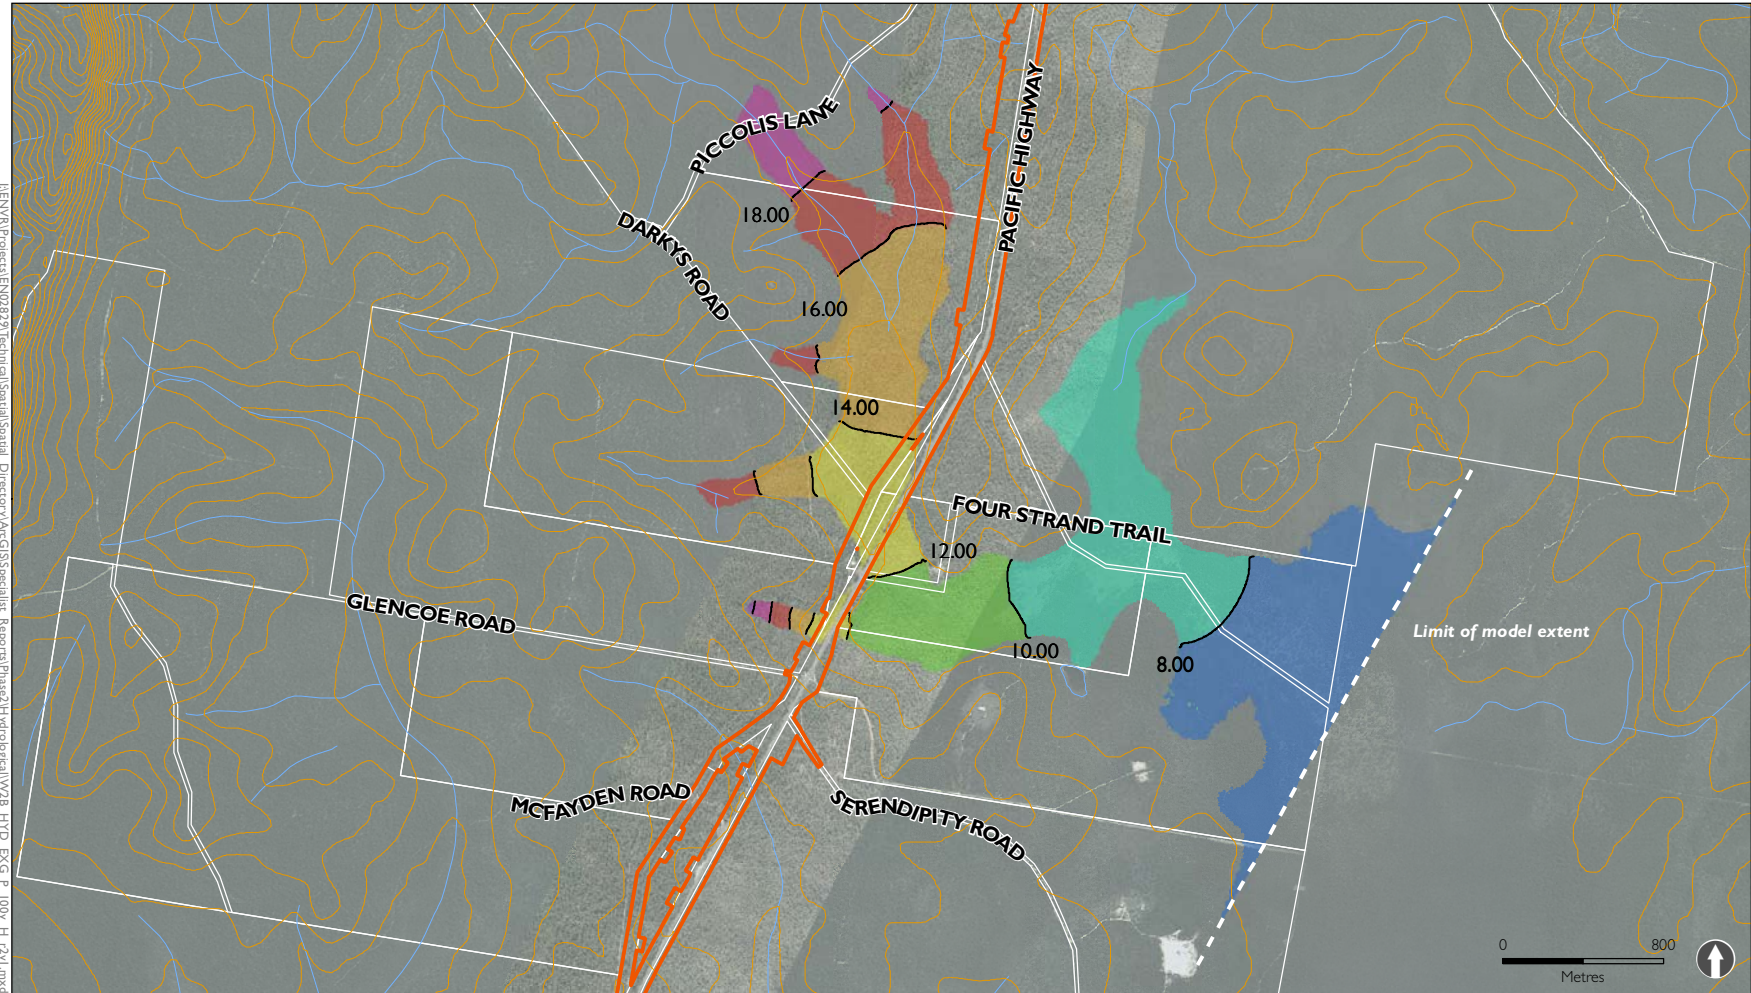 PICCOLIS LANE
PACIFIC HIGHWAY
18.00
DARKYS ROAD
16.00
14.00
FOUR STRAND TRAIL
12.00
GLENCOE ROAD
Limit of model extent
10.00
8.00
MCFAYDEN ROAD
SERENDIPITY ROAD
0 800
Metres